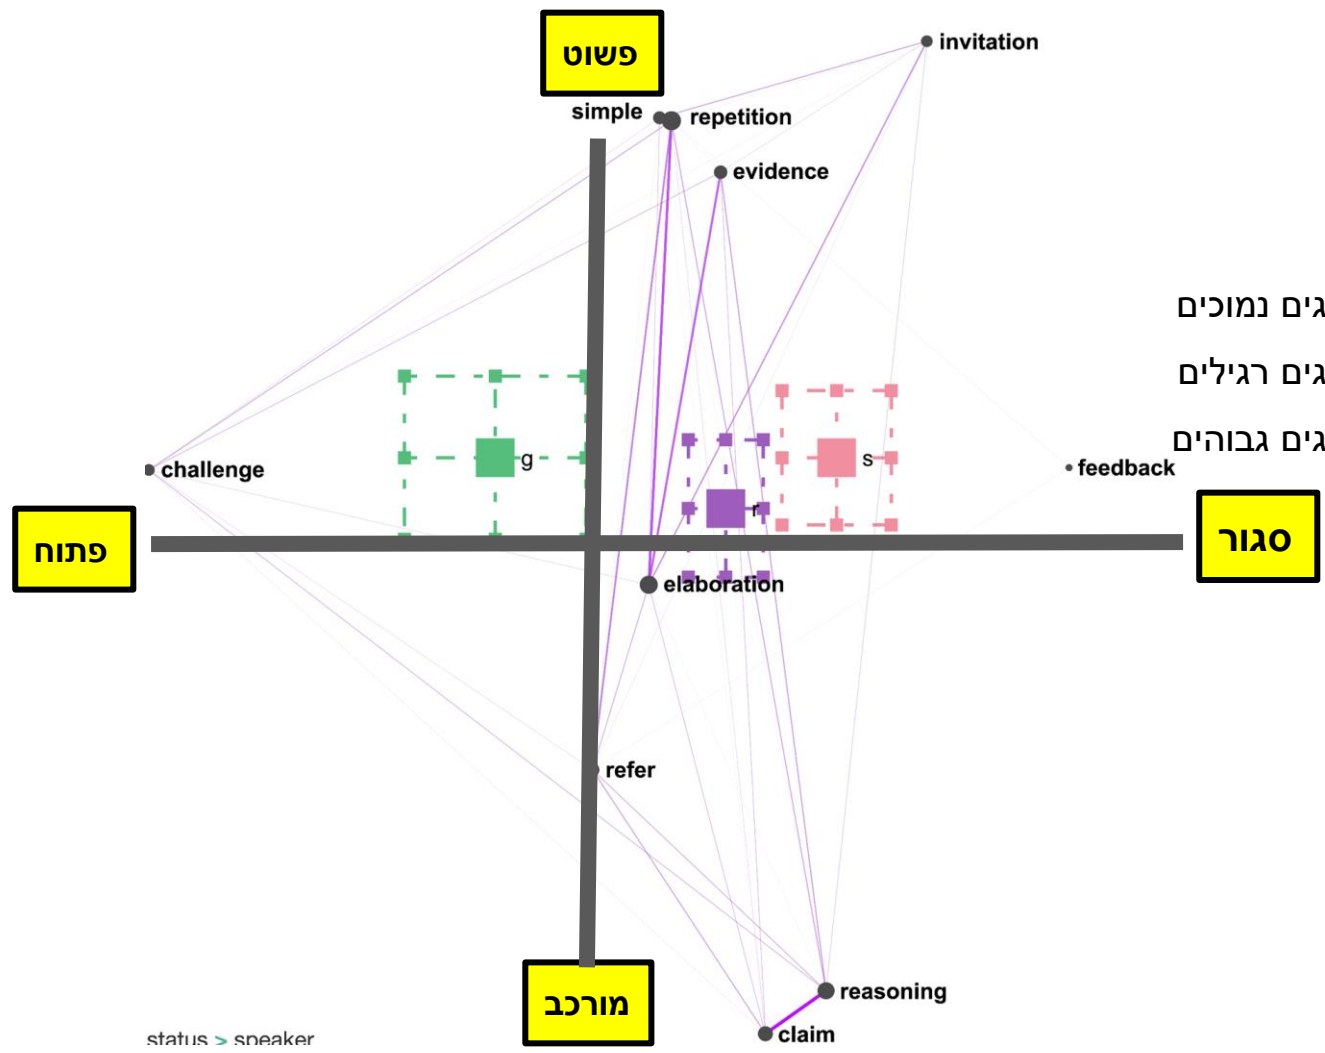 פשוט
invitation
simple
repetition
evidence
גים נמוכים
גים רגילים
גים גבוהים
g
s
r
challenge
feedback
פתוח
סגור
elaboration
refer
מורכב
reasoning
claim
status > speaker